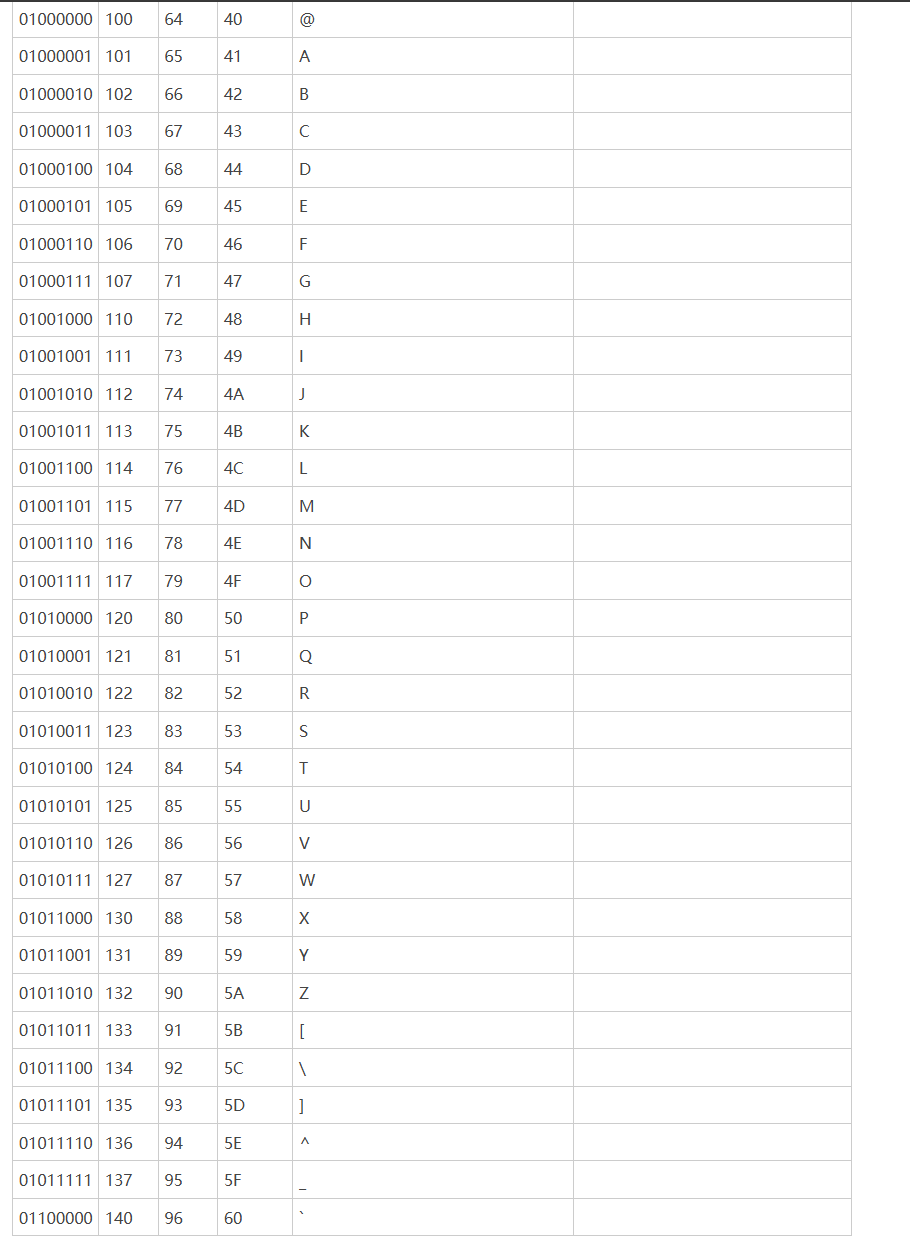 01000000 100 64 40 @
01000001 101 65 41 A
01000010 102 66 42 B
01000011 103 67 43 C
01000100 104 68 44 D
01000101 105 69 45 E
01000110 106 70 46 F
01000111 107 71 47 G
01001000 110 72 48 H
01001001 111 73 49 I
01001010 112 74 4A J
01001011 113 75 4B K
01001100 114 76 4C L
01001101 115 77 4D M
01001110 116 78 4E N
01001111 117 79 4F O
01010000 120 80 50 P
01010001 121 81 51 Q
01010010 122 82 52 R
01010011 123 83 53 S
01010100 124 84 54 T
01010101 125 85 55 U
01010110 126 86 56 V
01010111 127 87 57 W
01011000 130 88 58 X
01011001 131 89 59 Y
01011010 132 90 5A Z
01011011 133 91 5B [
01011100 134 92 5C \
01011101 135 93 5D ]
01011110 136 94 5E ^
01011111 137 95 5F _
01100000 140 96 60 `